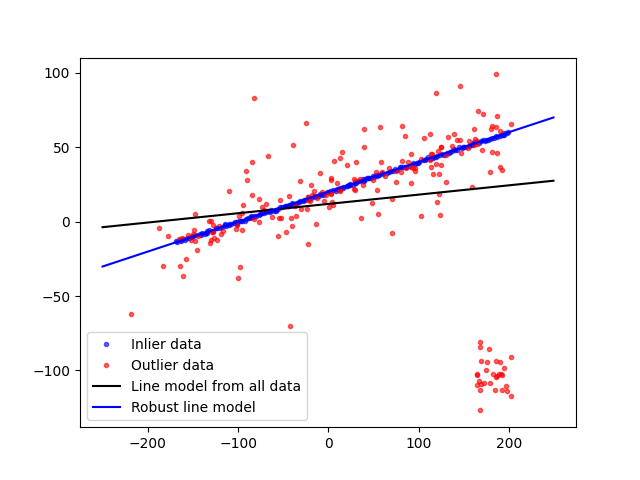 100
50
0
−50
−100
Inlier data
Outlier data
Line model from all data
Robust line model
−200 −100 0 100 200